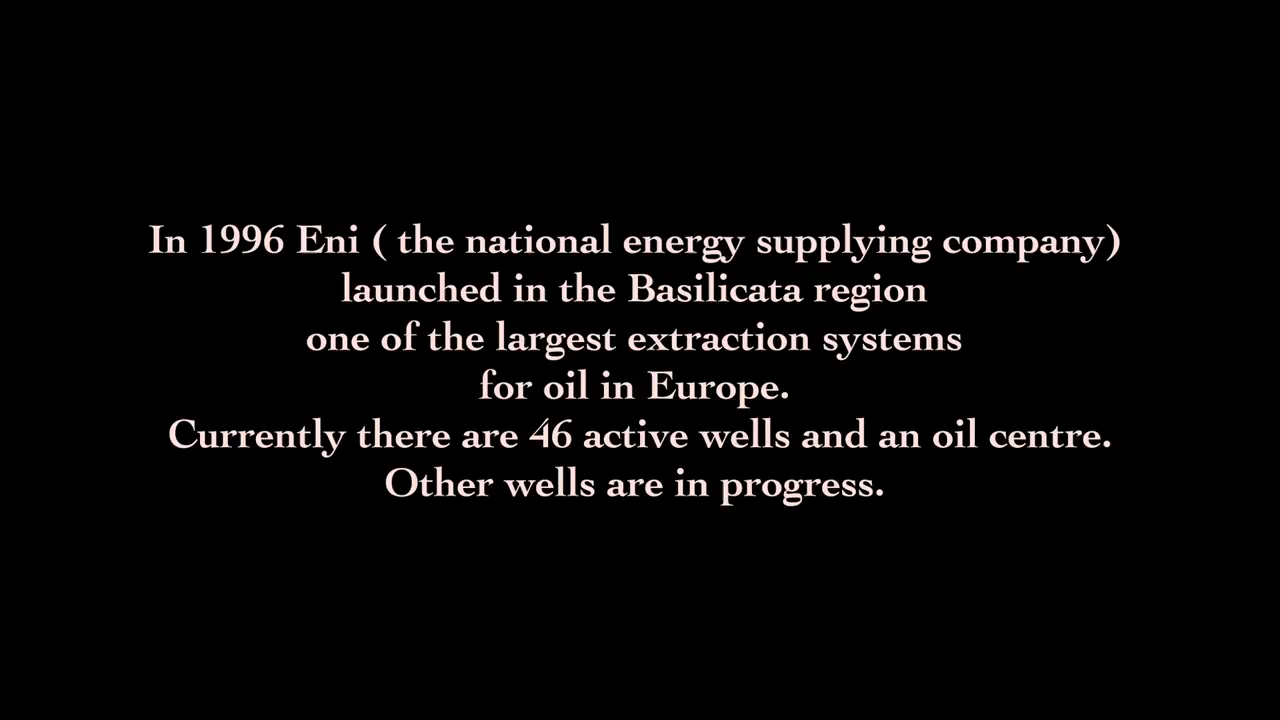 In 1996 Eni ( the national energy supplying company)
launched in the Basilicata region
one of the largest extraction systems
for oil in Europe.
Currently there are 46 active wells and an oil centre.
Other wells are in progress.